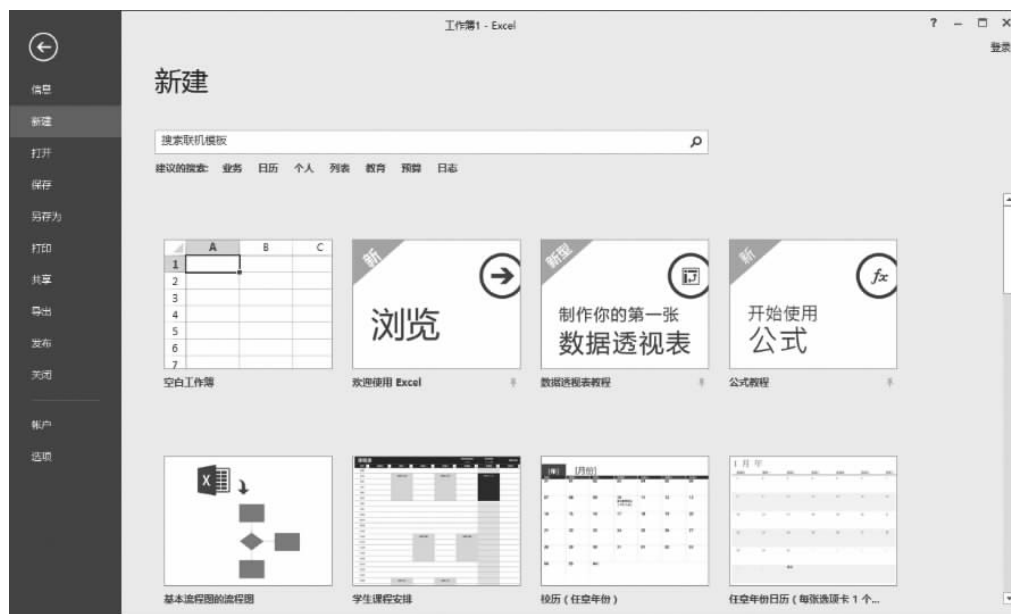 工作簿1 - Excel
?
登录
信息
新建
打开
保存
另存为
打印
共享
导出
发布
关闭
帐户
选项
新建
搜索联机模板
建议的搜索: 业务 日历 个人 列表 教育 预算 日志
A B C
1
2
3
4
5
6
7
空白工作簿
新
浏览
欢迎使用 Excel
新型
制作你的第一张
数据透视表
数据透视表教程
新
fx
开始使用
公式
公式教程
X
基本流程图的流程图
学生课程安排
[月份]
校历 ( 任意年份 )
1 月 年
任意年份日历 ( 每张选项卡 1 个...